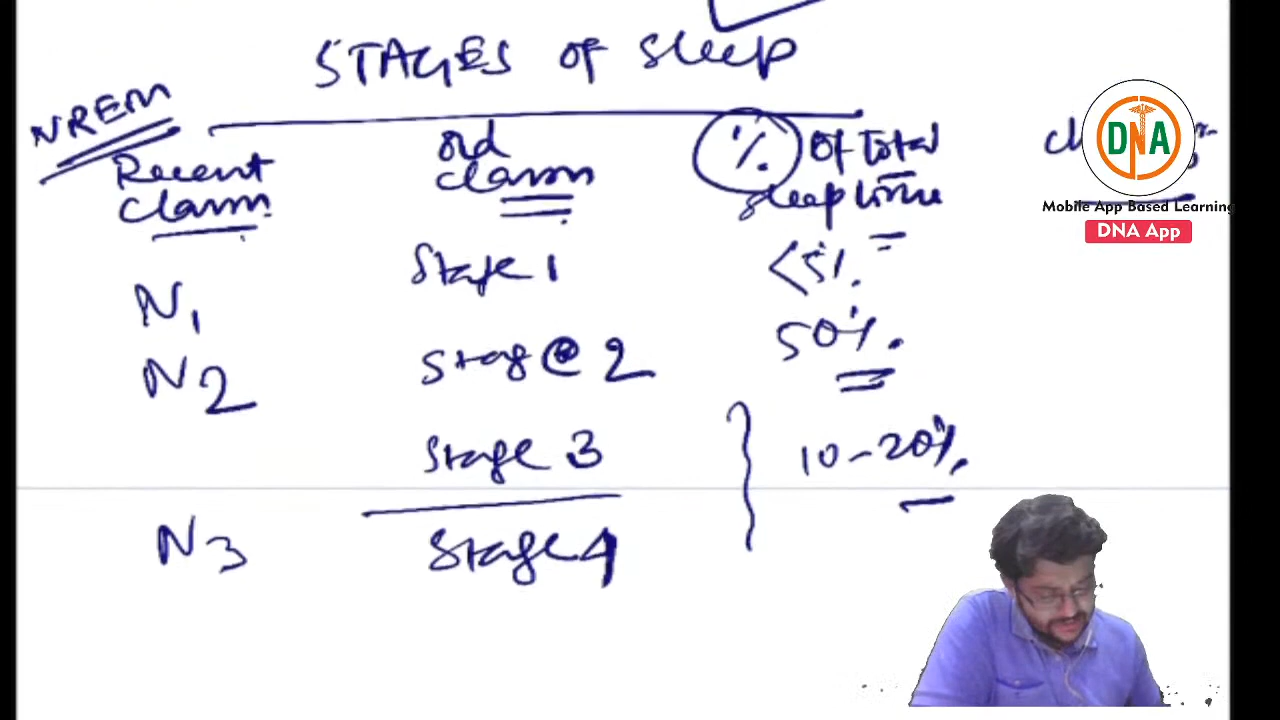 STAGES OF Sleep
NREM
Recent
classn.
old
classn
% Of Total
sleep time
DNA
Mobile App Based Learning
DNA App
N1
Stage 1
<5%.
N2
Stage 2
50%.
Stage 3
10-20%.
N3
Stage 4